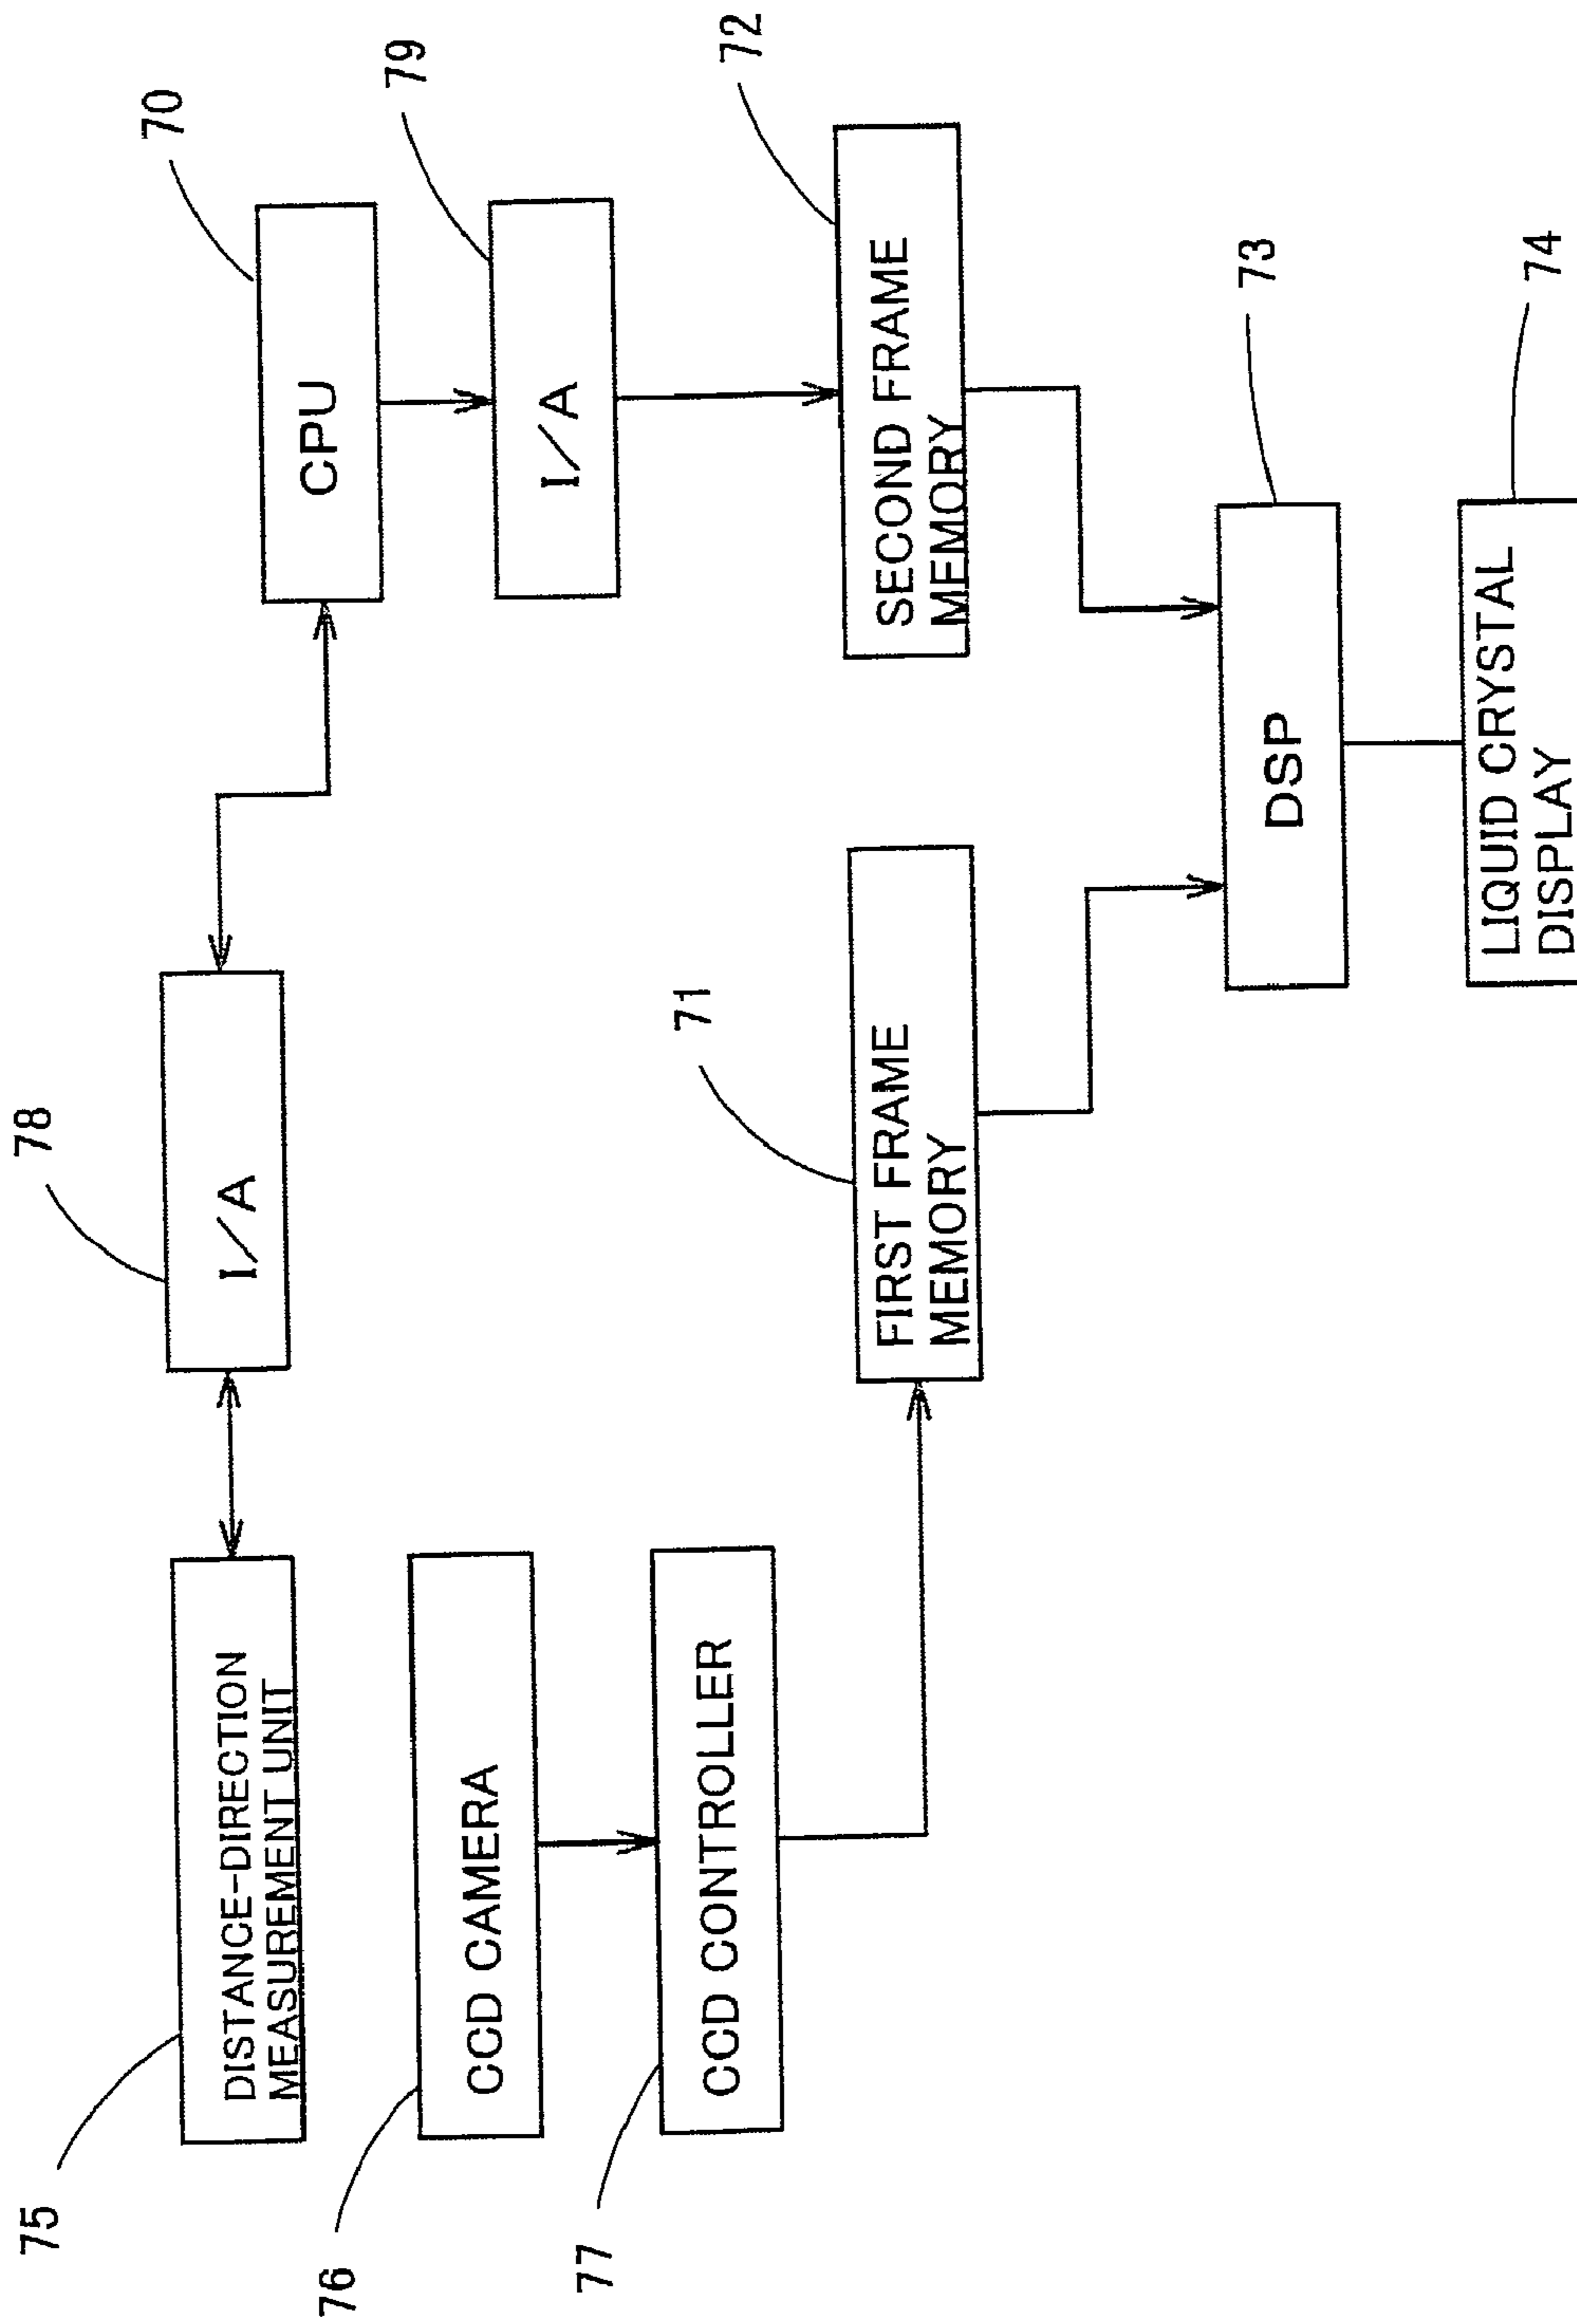 78
I/A
70
CPU
75
DISTANCE-DIRECTION
MEASUREMENT UNIT
79
I/A
76
CCD CAMERA
77
CCD CONTROLLER
71
FIRST FRAME
MEMORY
72
SECOND FRAME
MEMORY
73
DSP
74
LIQUID CRYSTAL
DISPLAY